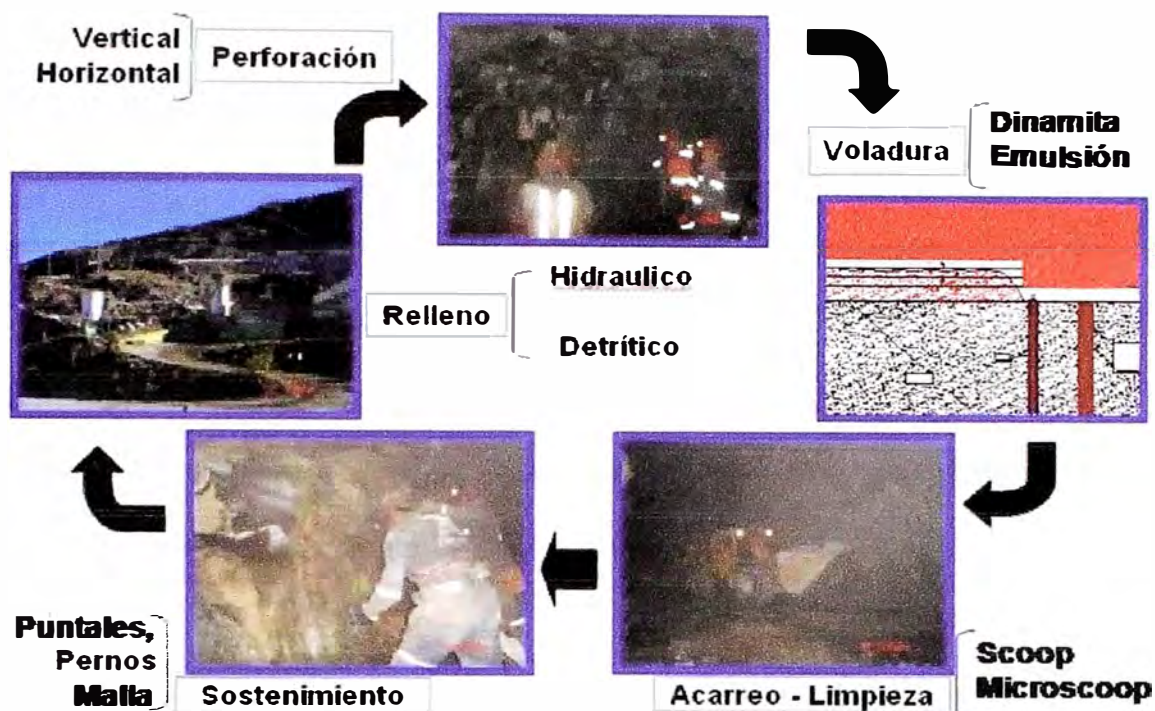 Vertical
Horizontal
Perforación
Voladura
Dinamita
Emulsión
Relleno
Hidraulico
Detrítico
Puntales,
Pernos
Malla
Sostenimiento
Acarreo - Limpieza
Scoop
Microscoop